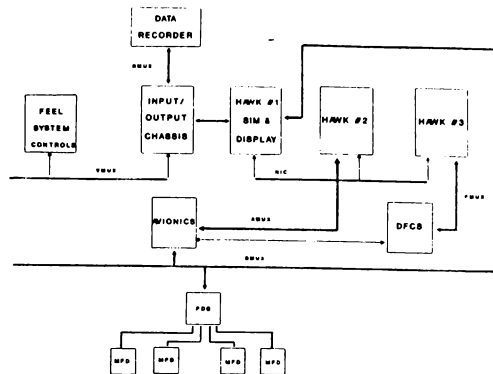 DATA
RECORDER
FEEL
SYSTEM
CONTROLS
INPUT/
OUTPUT
CHASSIS
HAWK #1
SIM &
DISPLAY
HAWK #2
HAWK #3
NIC
AVIONICS
DFCS
MFD
MFD
MFD
MFD